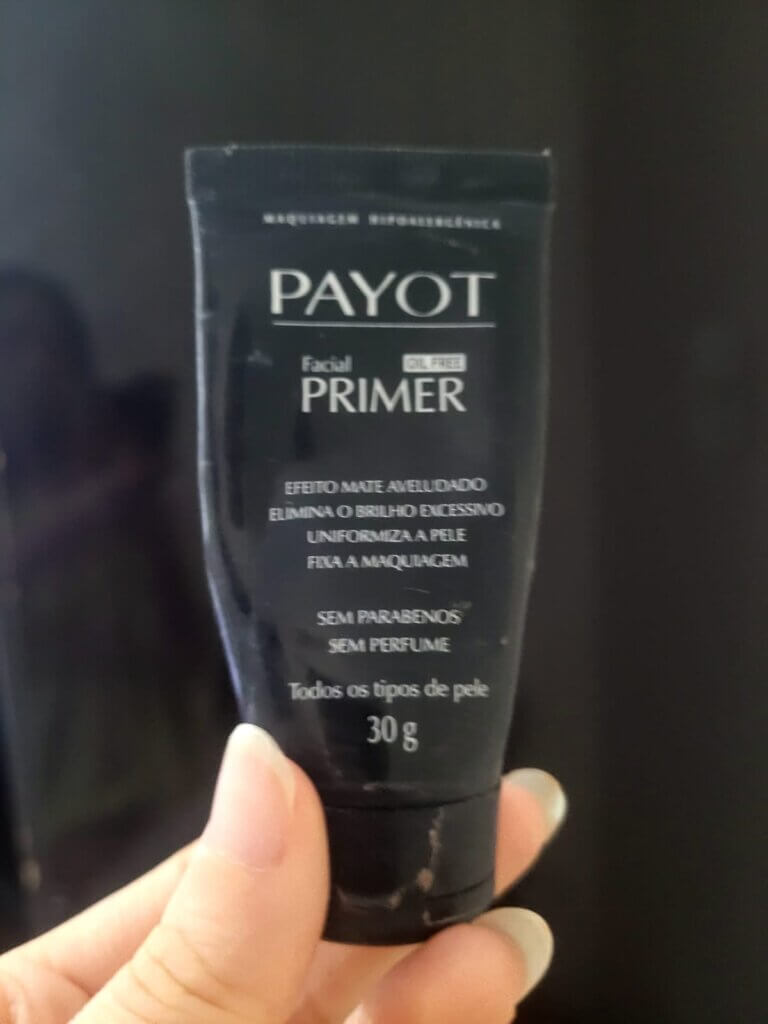 MAQUIAGEM HIPOALERGÊNICA
PAYOT
Facial OIL FREE
PRIMER
EFEITO MATE AVELUDADO
ELIMINA O BRILHO EXCESSIVO
UNIFORMIZA A PELE
FIXA A MAQUIAGEM
SEM PARABENOS
SEM PERFUME
Todos os tipos de pele
30 g